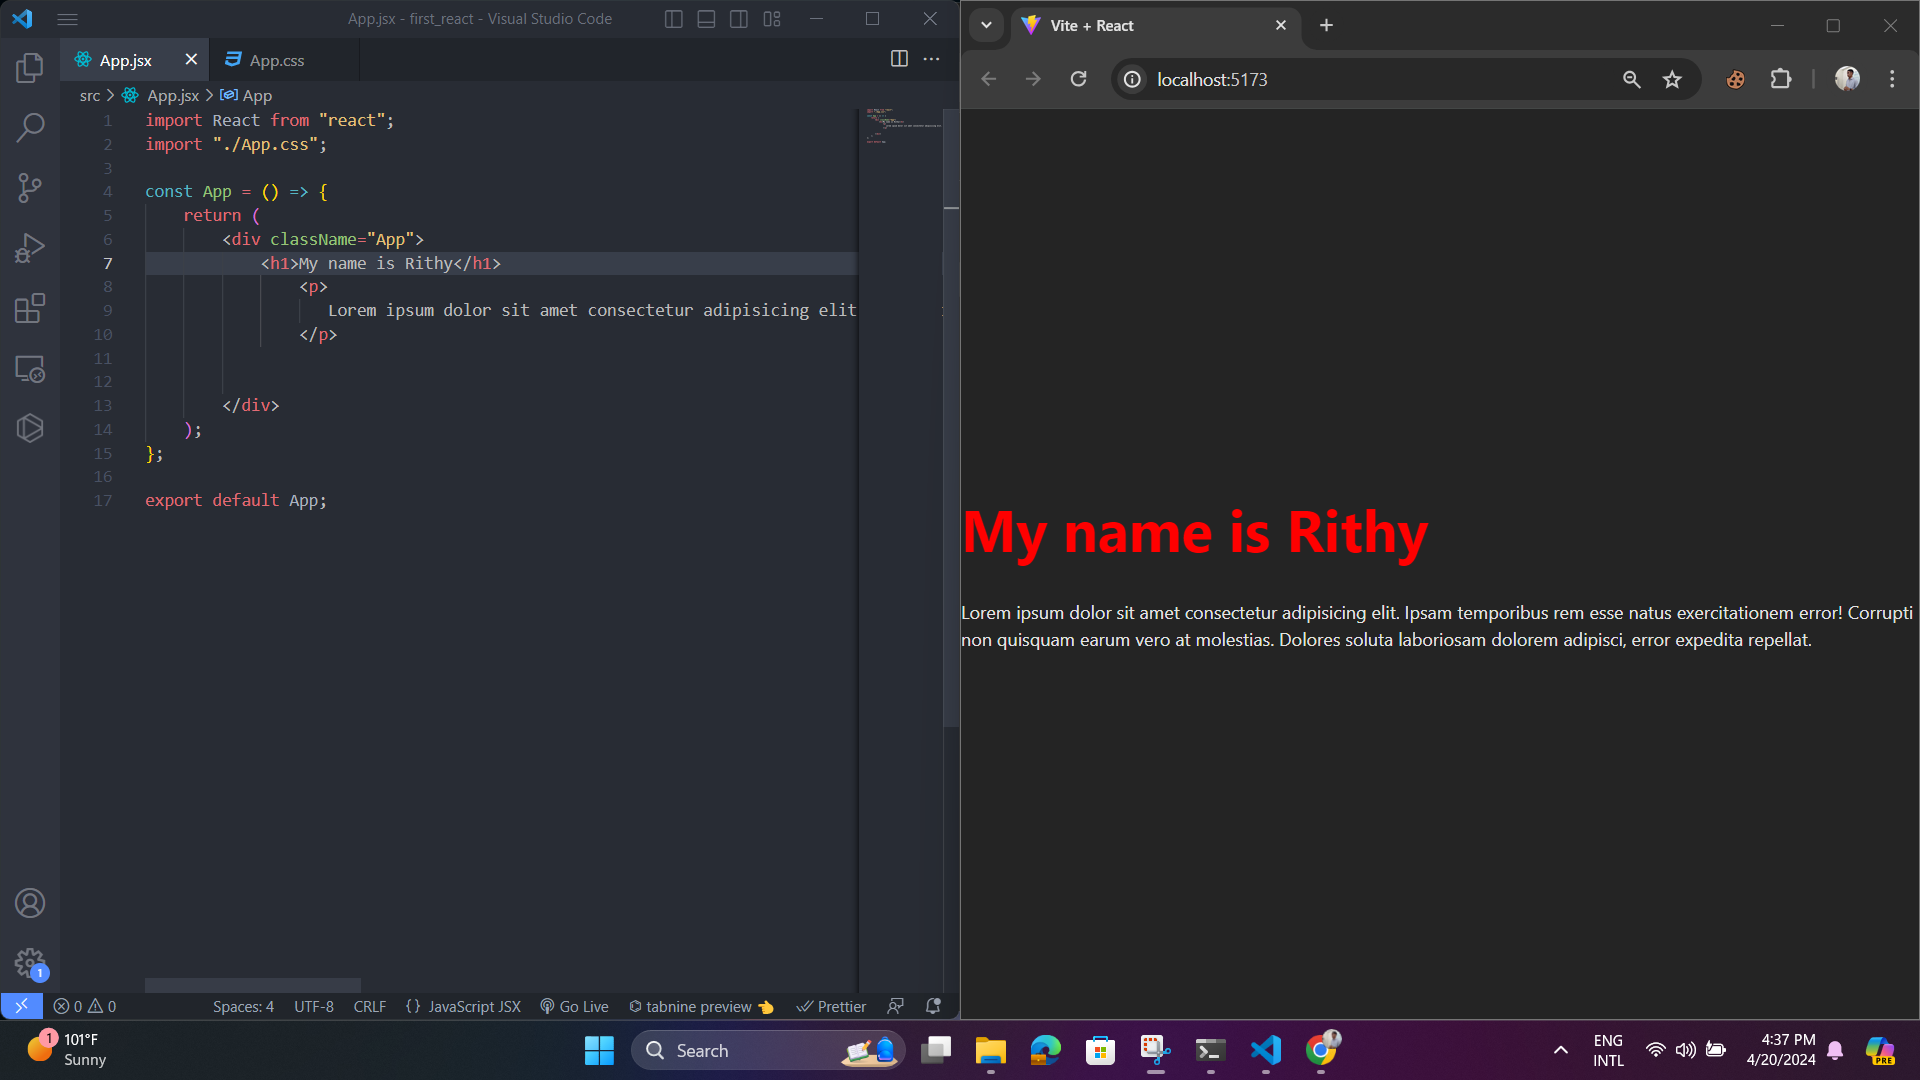 App.jsx - first_react - Visual Studio Code
App.jsx
App.css
src > App.jsx > App
1 import React from "react";
2 import "./App.css";
3
4 const App = () => {
5 return (
6 <div className="App">
7 <h1>My name is Rithy</h1>
8 <p>
9 Lorem ipsum dolor sit amet consectetur adipisicing elit
10 </p>
11
12
13 </div>
14 );
15 };
16
17 export default App;
1
0 0
Spaces: 4
UTF-8
CRLF
{ } JavaScript JSX
Go Live
tabnine preview 👈
Prettier
Vite + React
localhost:5173
My name is Rithy
Lorem ipsum dolor sit amet consectetur adipisicing elit. Ipsam temporibus rem esse natus exercitationem error! Corrupti
non quisquam earum vero at molestias. Dolores soluta laboriosam dolorem adipisci, error expedita repellat.
1
101°F
Sunny
Search
ENG
INTL
4:37 PM
4/20/2024
PRE